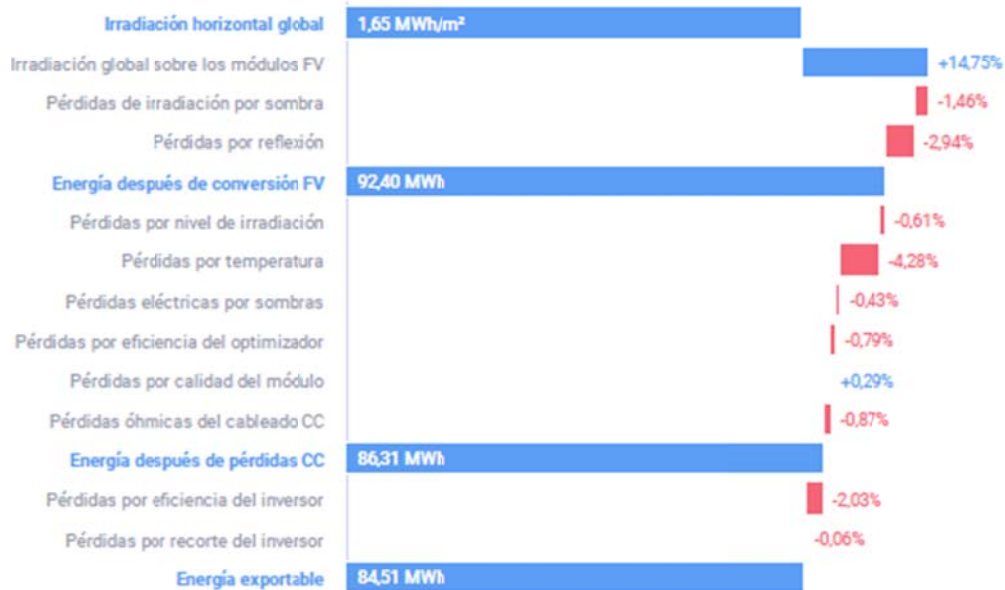 Irradiación horizontal global 1,65 MWh/m²
Irradiación global sobre los módulos FV +14,75%
Pérdidas de irradiación por sombra -1,46%
Pérdidas por reflexión -2,94%
Energía después de conversión FV 92,40 MWh
Pérdidas por nivel de irradiación -0,61%
Pérdidas por temperatura -4,28%
Pérdidas eléctricas por sombras -0,43%
Pérdidas por eficiencia del optimizador -0,79%
Pérdidas por calidad del módulo +0,29%
Pérdidas óhmicas del cableado CC -0,87%
Energía después de pérdidas CC 86,31 MWh
Pérdidas por eficiencia del inversor -2,03%
Pérdidas por recorte del inversor -0,06%
Energía exportable 84,51 MWh